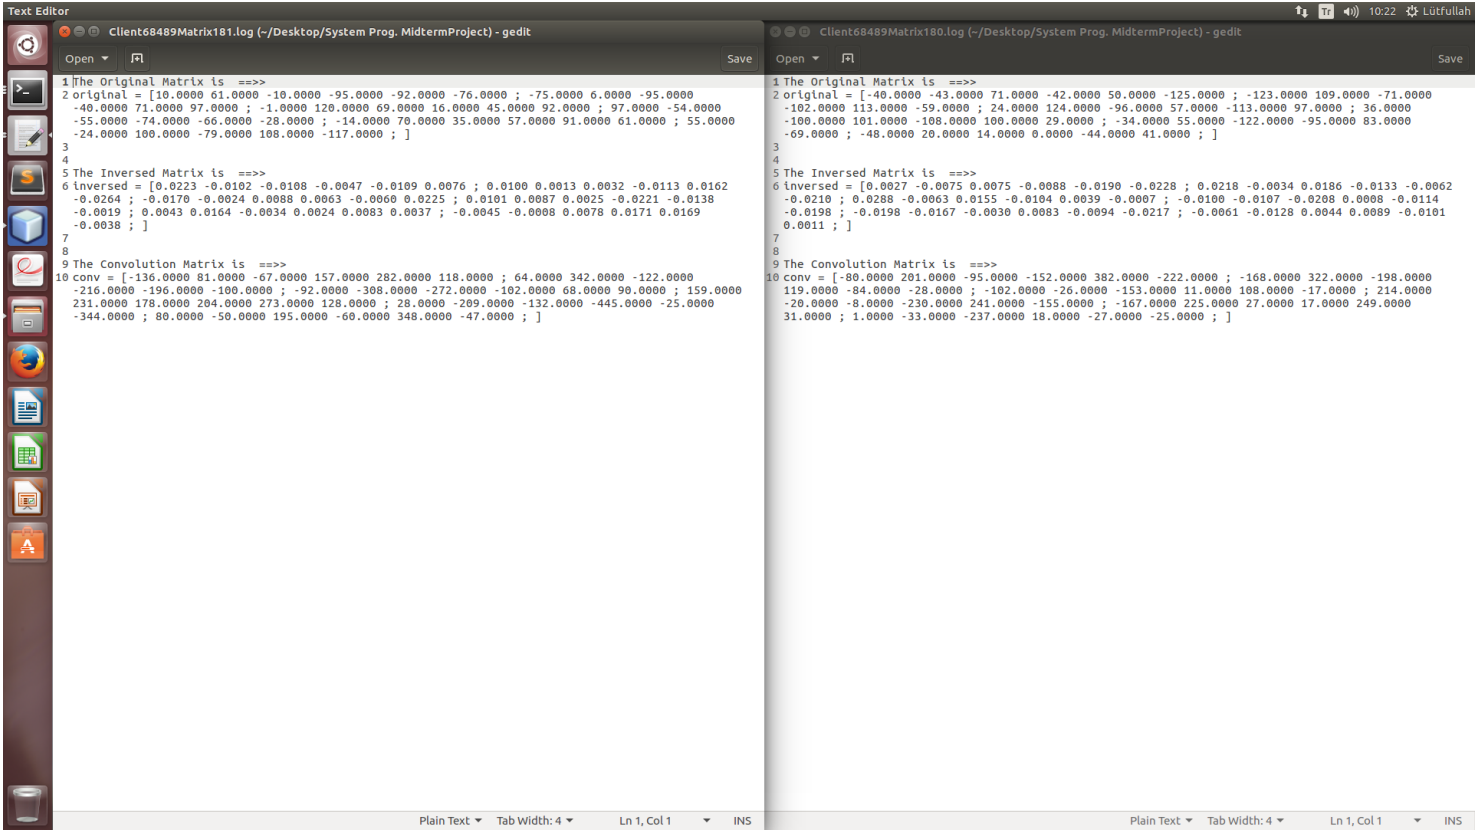 Text Editor
Tr 10:22 Lütfullah
Client68489Matrix181.log (~/Desktop/System Prog. MidtermProject) - gedit
Open Save
1 The Original Matrix is ==>>
2 original = [10.0000 61.0000 -10.0000 -95.0000 -92.0000 -76.0000 ; -75.0000 6.0000 -95.0000
-40.0000 71.0000 97.0000 ; -1.0000 120.0000 69.0000 16.0000 45.0000 92.0000 ; 97.0000 -54.0000
-55.0000 -74.0000 -66.0000 -28.0000 ; -14.0000 70.0000 35.0000 57.0000 91.0000 61.0000 ; 55.0000
-24.0000 100.0000 -79.0000 108.0000 -117.0000 ; ]
3
4
5 The Inversed Matrix is ==>>
6 inversed = [0.0223 -0.0102 -0.0108 -0.0047 -0.0109 0.0076 ; 0.0100 0.0013 0.0032 -0.0113 0.0162
-0.0264 ; -0.0170 -0.0024 0.0088 0.0063 -0.0060 0.0225 ; 0.0101 0.0087 0.0025 -0.0221 -0.0138
-0.0019 ; 0.0043 0.0164 -0.0034 0.0024 0.0083 0.0037 ; -0.0045 -0.0008 0.0078 0.0171 0.0169
-0.0038 ; ]
7
8
9 The Convolution Matrix is ==>>
10 conv = [-136.0000 81.0000 -67.0000 157.0000 282.0000 118.0000 ; 64.0000 342.0000 -122.0000
-216.0000 -196.0000 -100.0000 ; -92.0000 -308.0000 -272.0000 -102.0000 68.0000 90.0000 ; 159.0000
231.0000 178.0000 204.0000 273.0000 128.0000 ; 28.0000 -209.0000 -132.0000 -445.0000 -25.0000
-344.0000 ; 80.0000 -50.0000 195.0000 -60.0000 348.0000 -47.0000 ; ]
Plain Text Tab Width: 4 Ln 1, Col 1 INS
Client68489Matrix180.log (~/Desktop/System Prog. MidtermProject) - gedit
Open Save
1 The Original Matrix is ==>>
2 original = [-40.0000 -43.0000 71.0000 -42.0000 50.0000 -125.0000 ; -123.0000 109.0000 -71.0000
-102.0000 113.0000 -59.0000 ; 24.0000 124.0000 -96.0000 57.0000 -113.0000 97.0000 ; 36.0000
-100.0000 101.0000 -108.0000 100.0000 29.0000 ; -34.0000 55.0000 -122.0000 -95.0000 83.0000
-69.0000 ; -48.0000 20.0000 14.0000 0.0000 -44.0000 41.0000 ; ]
3
4
5 The Inversed Matrix is ==>>
6 inversed = [0.0027 -0.0075 0.0075 -0.0088 -0.0190 -0.0228 ; 0.0218 -0.0034 0.0186 -0.0133 -0.0062
-0.0210 ; 0.0288 -0.0063 0.0155 -0.0104 0.0039 -0.0007 ; -0.0100 -0.0107 -0.0208 0.0008 -0.0114
-0.0198 ; -0.0198 -0.0167 -0.0030 0.0083 -0.0094 -0.0217 ; -0.0061 -0.0128 0.0044 0.0089 -0.0101
0.0011 ; ]
7
8
9 The Convolution Matrix is ==>>
10 conv = [-80.0000 201.0000 -95.0000 -152.0000 382.0000 -222.0000 ; -168.0000 322.0000 -198.0000
119.0000 -84.0000 -28.0000 ; -102.0000 -26.0000 -153.0000 11.0000 108.0000 -17.0000 ; 214.0000
-20.0000 -8.0000 -230.0000 241.0000 -155.0000 ; -167.0000 225.0000 27.0000 17.0000 249.0000
31.0000 ; 1.0000 -33.0000 -237.0000 18.0000 -27.0000 -25.0000 ; ]
Plain Text Tab Width: 4 Ln 1, Col 1 INS